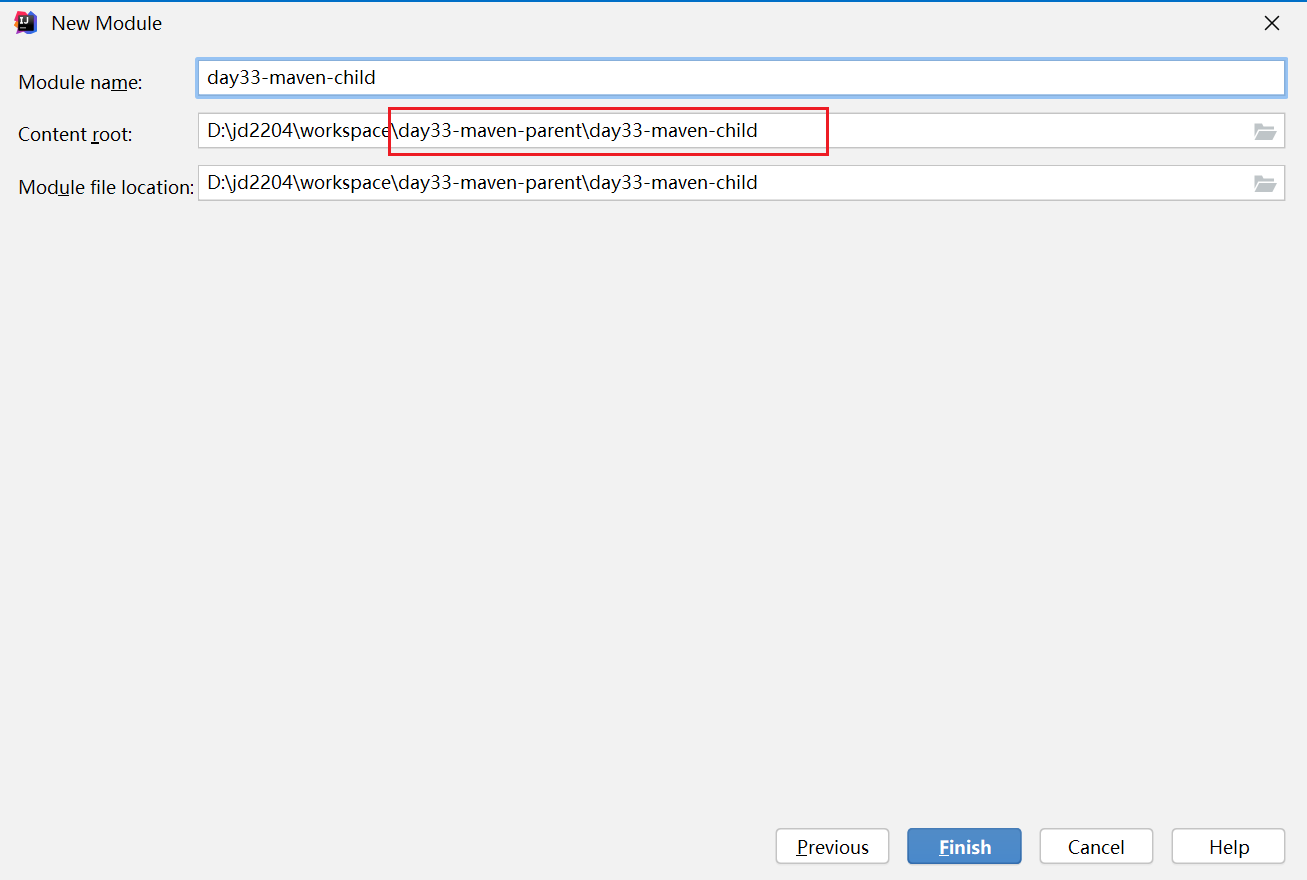 New Module
Module name: day33-maven-child
Content root: D:\jd2204\workspace\day33-maven-parent\day33-maven-child
Module file location: D:\jd2204\workspace\day33-maven-parent\day33-maven-child
Previous Finish Cancel Help